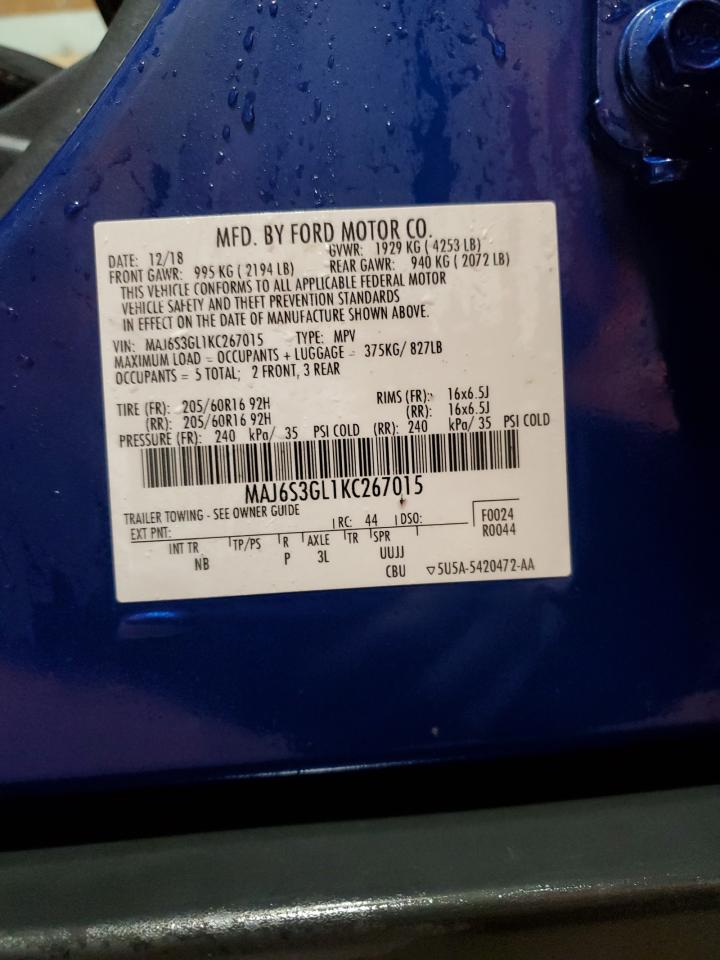 MFD. BY FORD MOTOR CO.
DATE: 12/18 GVWR: 1929 KG ( 4253 LB)
FRONT GAWR: 995 KG ( 2194 LB) REAR GAWR: 940 KG ( 2072 LB)
THIS VEHICLE CONFORMS TO ALL APPLICABLE FEDERAL MOTOR
VEHICLE SAFETY AND THEFT PREVENTION STANDARDS
IN EFFECT ON THE DATE OF MANUFACTURE SHOWN ABOVE.
VIN: MAJ6S3GL1KC267015 TYPE: MPV
MAXIMUM LOAD = OCCUPANTS + LUGGAGE = 375KG/ 827LB
OCCUPANTS = 5 TOTAL; 2 FRONT, 3 REAR
TIRE (FR): 205/60R16 92H RIMS (FR): 16x6.5J
(RR): 205/60R16 92H (RR): 16x6.5J
PRESSURE (FR): 240 kPa/ 35 PSI COLD (RR): 240 kPa/ 35 PSI COLD
MAJ6S3GL1KC267015
TRAILER TOWING - SEE OWNER GUIDE
EXT PNT: RC: 44 DSO: F0024
R0044
INT TR TP/PS R AXLE TR SPR
NB P 3L UUJJ
CBU ▽5U5A-5420472-AA